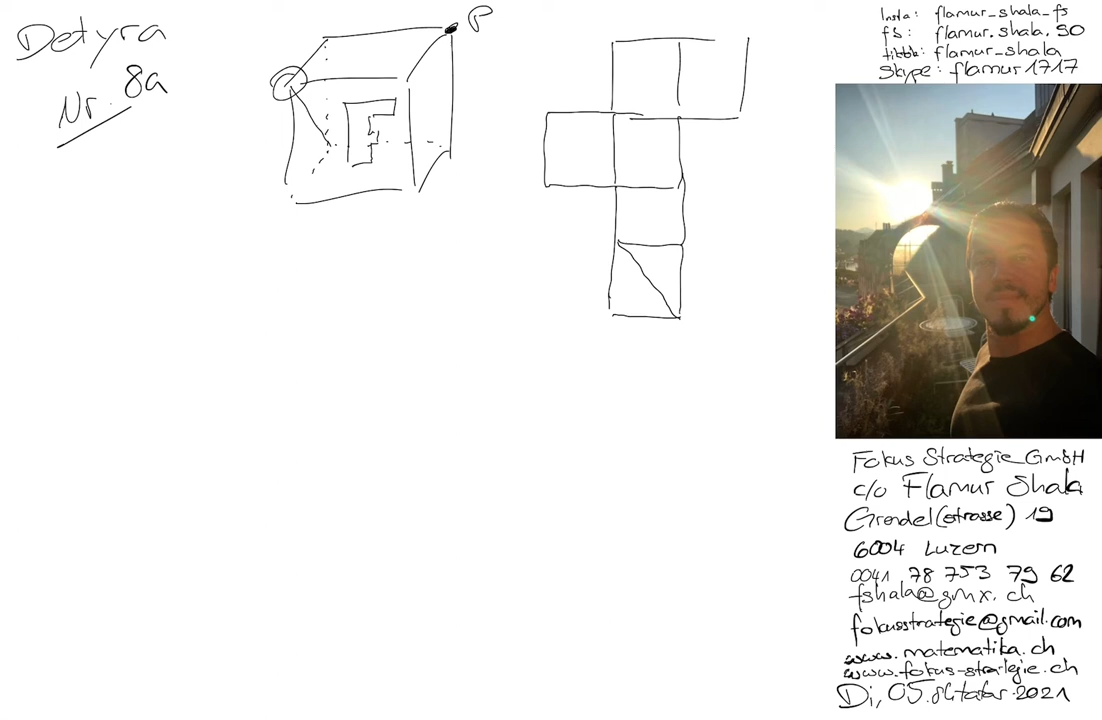 Detyra
Nr. 8a
P
F
Insta: flamur_shala_fs
fb: flamur.shala.90
tiktok: flamur_shala
Skype: flamur1717
Fokus Strategie GmbH
c/o Flamur Shala
Grendel(strasse) 19
6004 Luzern
0041 78 753 79 62
fshala@gmx.ch
fokusstrategie@gmail.com
www.matematika.ch
www.fokus-strategie.ch
Di, 05. Oktober 2021